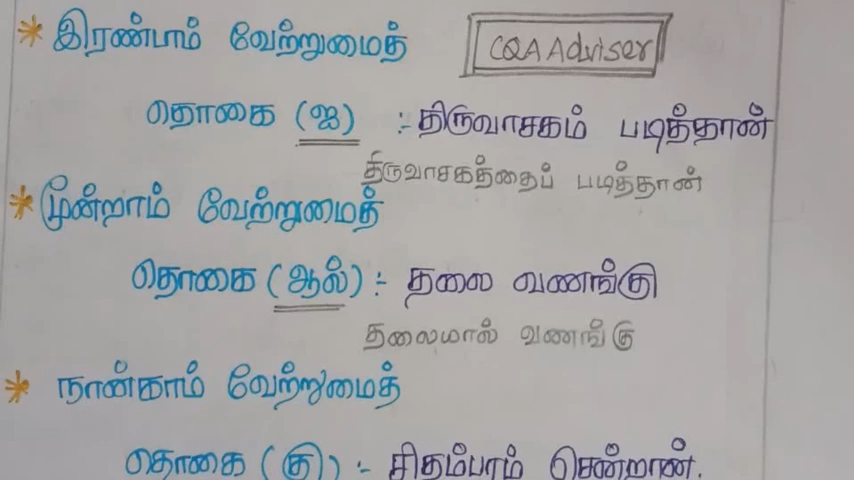 * இரண்டாம் வேற்றுமைத் CQA Adviser
தொகை (ஐ) :- திருவாசகம் படித்தான்
திருவாசகத்தைப் படித்தான்
* மூன்றாம் வேற்றுமைத்
தொகை (ஆல்) :- தலை வணங்கு
தலையால் வணங்கு
* நான்காம் வேற்றுமைத்
தொகை (கு) :- சிதம்பரம் சென்றான்.